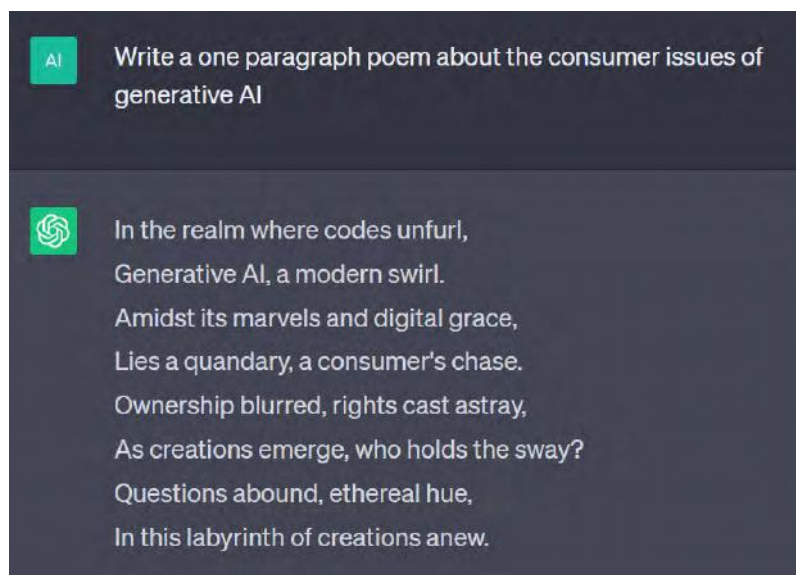 AI
Write a one paragraph poem about the consumer issues of
generative AI
In the realm where codes unfurl,
Generative AI, a modern swirl.
Amidst its marvels and digital grace,
Lies a quandary, a consumer's chase.
Ownership blurred, rights cast astray,
As creations emerge, who holds the sway?
Questions abound, ethereal hue,
In this labyrinth of creations anew.